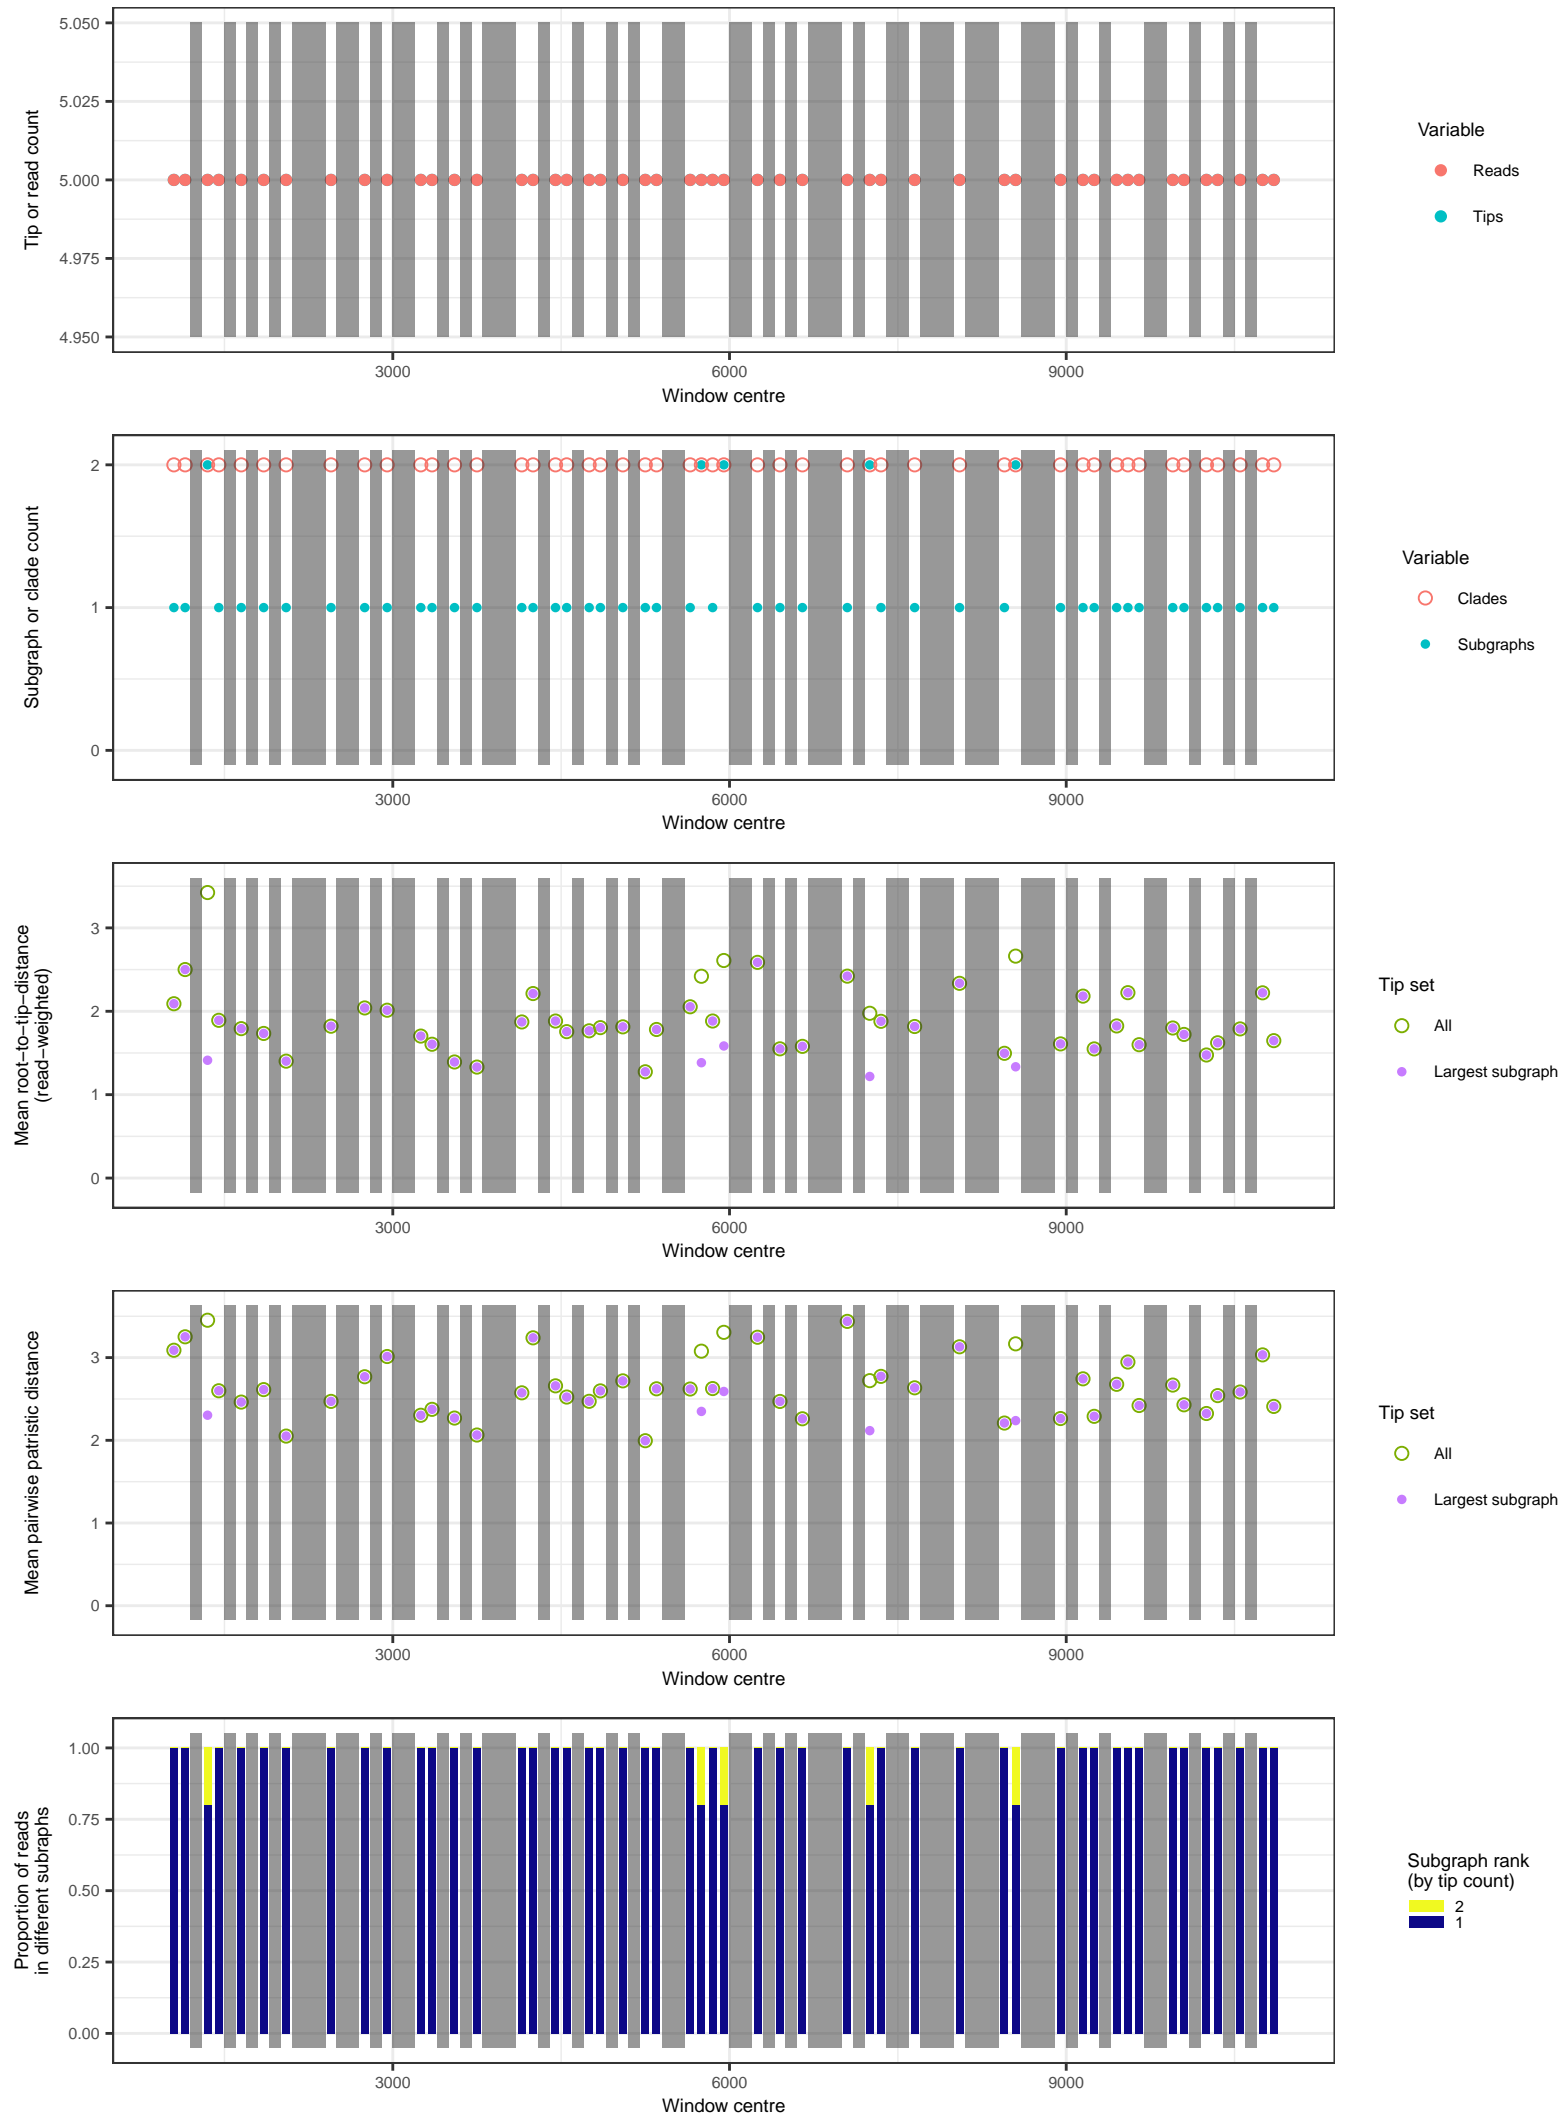 5.050
5.025
5.000
4.975
4.950
Tip or read count
3000 6000 9000
Window centre
Variable
Reads
Tips
2
1
0
Subgraph or clade count
3000 6000 9000
Window centre
Variable
Clades
Subgraphs
3
2
1
0
Mean root−to−tip−distance
(read−weighted)
3000 6000 9000
Window centre
Tip set
All
Largest subgraph
3
2
1
0
Mean pairwise patristic distance
3000 6000 9000
Window centre
Tip set
All
Largest subgraph
1.00
0.75
0.50
0.25
0.00
Proportion of reads
in different subraphs
3000 6000 9000
Window centre
Subgraph rank
(by tip count)
2
1